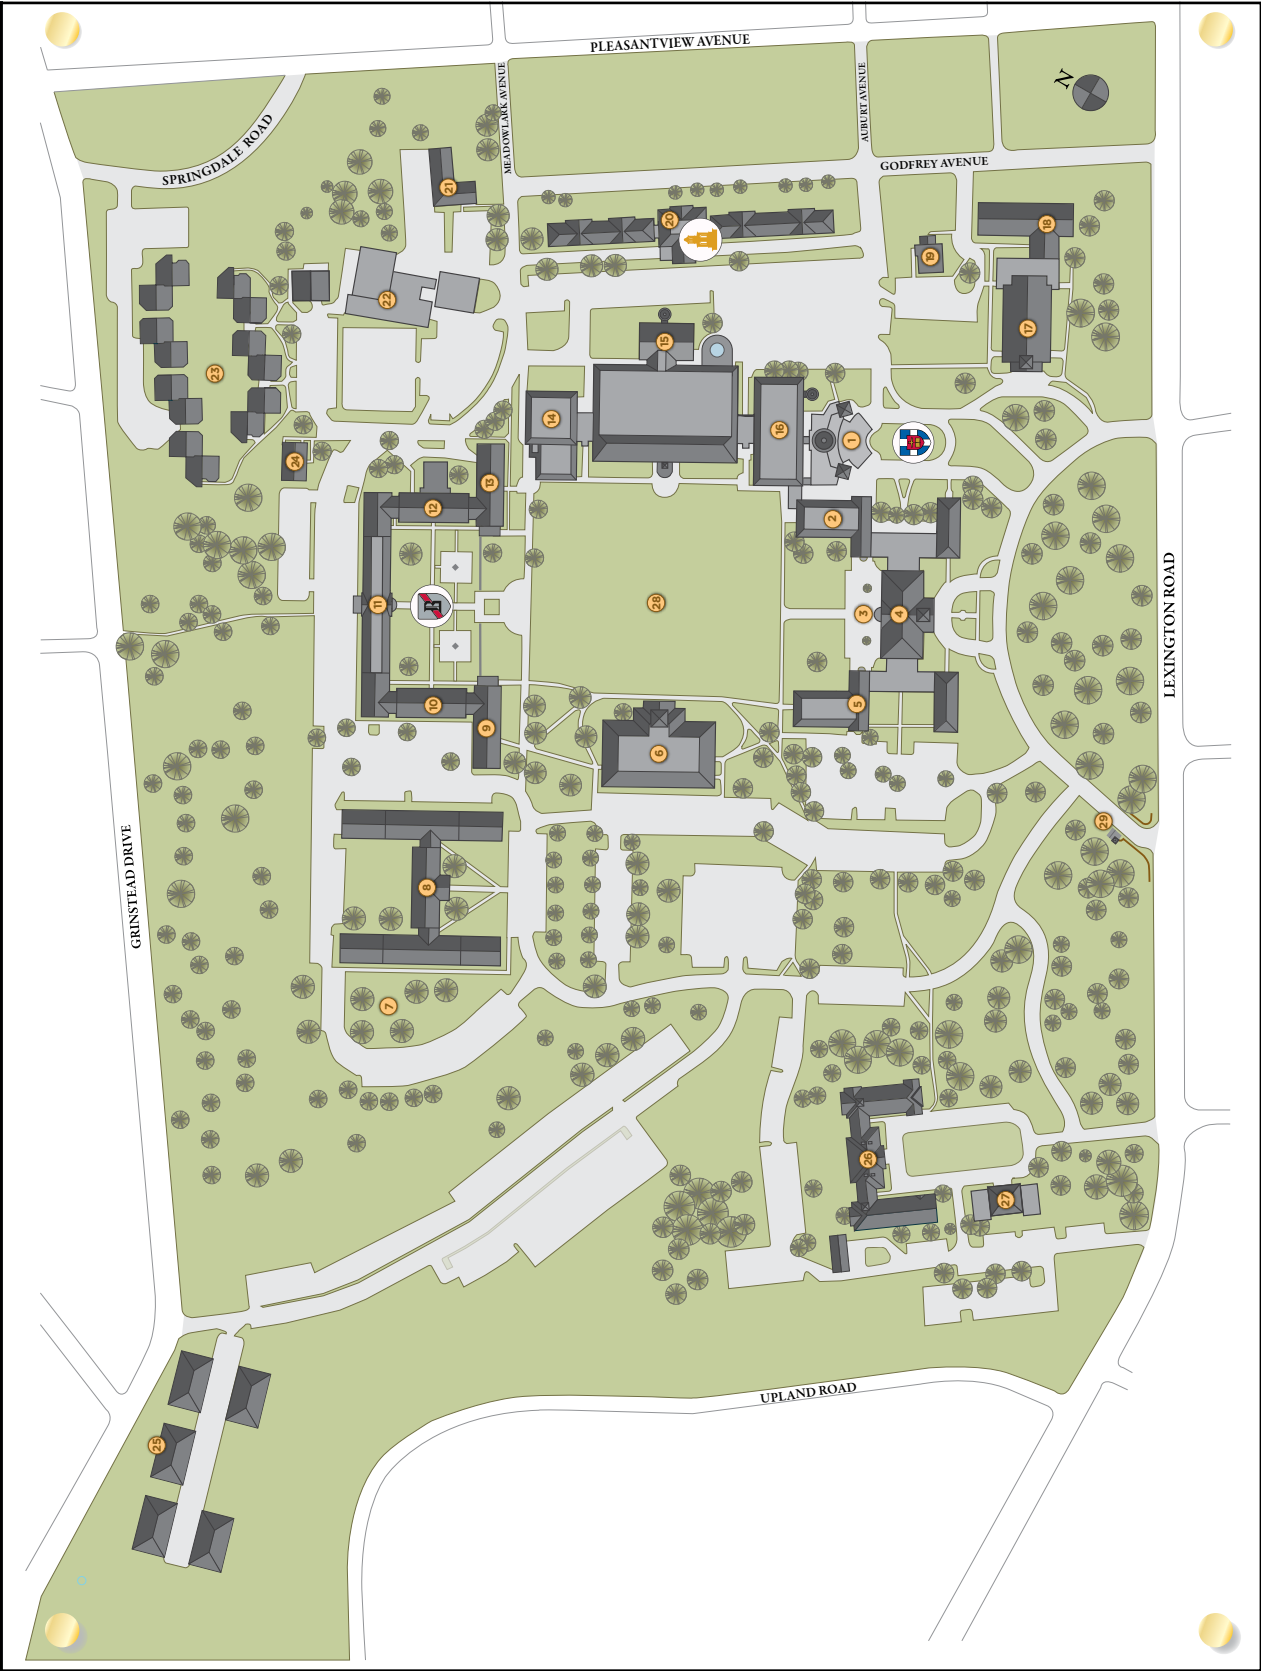 PLEASANTVIEW AVENUE
N
MEADOWLARK AVENUE
AUBURT AVENUE
SPRINGDALE ROAD
GODFREY AVENUE
21
20
18
19
22
17
15
23
14
16
1
24
13
12
2
LEXINGTON ROAD
11
B
28
3
4
10
5
9
6
29
GRINSTEAD DRIVE
8
7
26
27
UPLAND ROAD
25